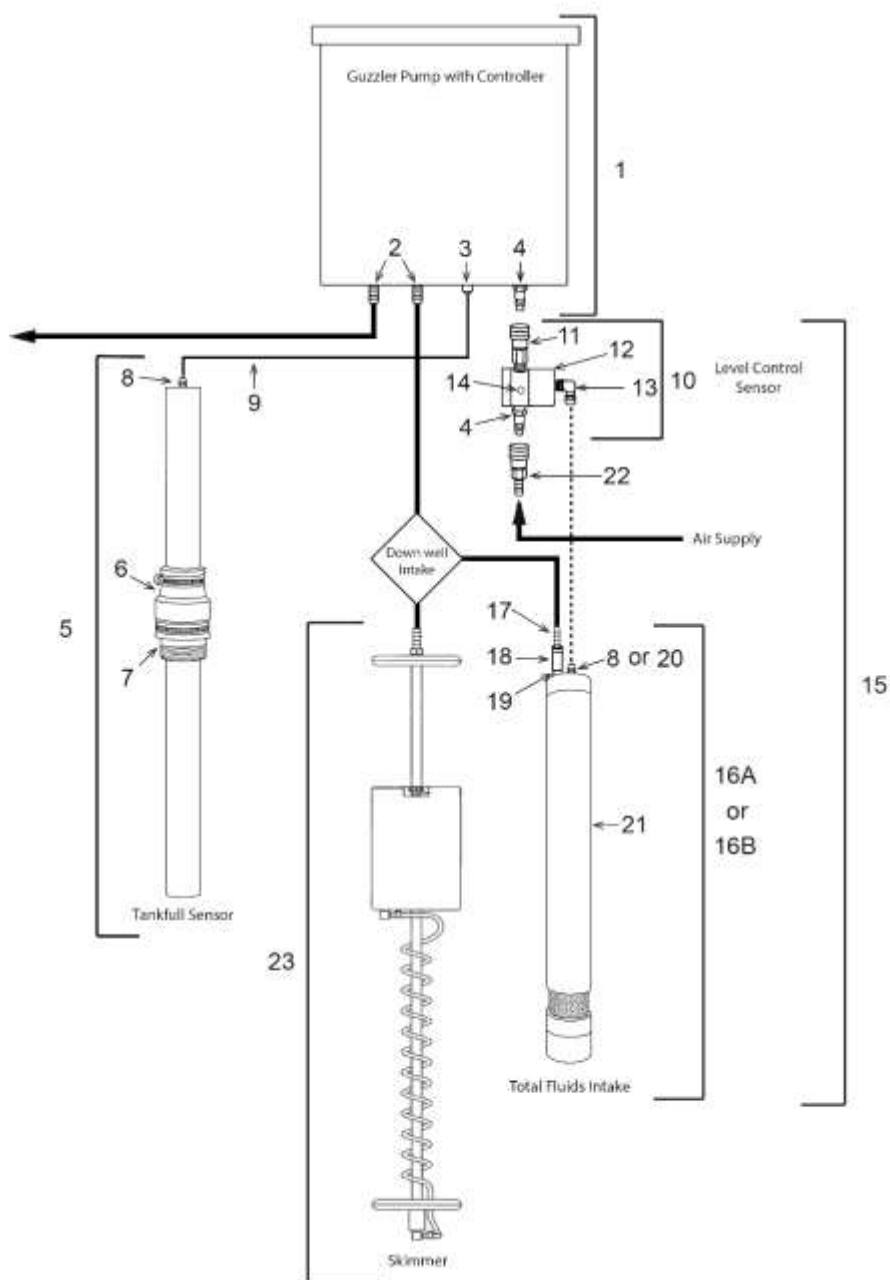 Guzzler Pump with Controller
1
2
3
4
11
12
8
14
13
10
Level Control
Sensor
9
4
22
Air Supply
Down well
Intake
6
5
7
17
18
8 or 20
19
15
16A
or
16B
21
Tankfull Sensor
23
Total Fluids Intake
Skimmer